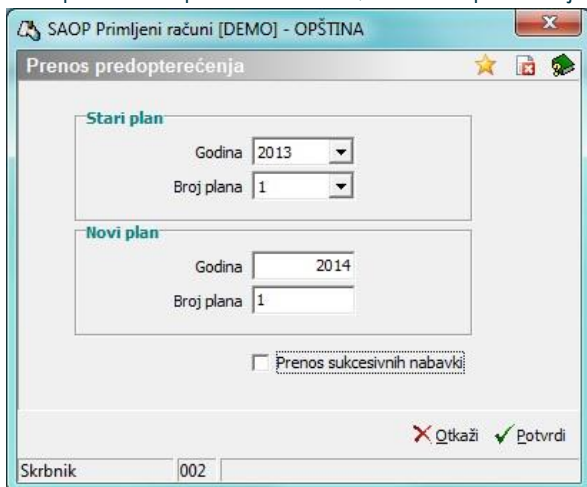 SAOP Primljeni računi [DEMO] - OPŠTINA
Prenos predopterećenja
Stari plan
Godina 2013
Broj plana 1
Novi plan
Godina 2014
Broj plana 1
Prenos sukcesivnih nabavki
Otkaži Potvrdi
Skrbnik 002